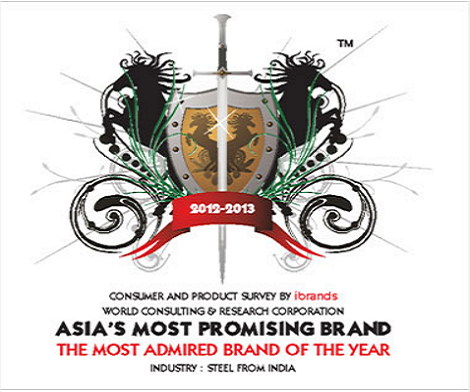 TM
2012-2013
CONSUMER AND PRODUCT SURVEY BY ibrands
WORLD CONSULTING & RESEARCH CORPORATION
ASIA'S MOST PROMISING BRAND
THE MOST ADMIRED BRAND OF THE YEAR
INDUSTRY : STEEL FROM INDIA